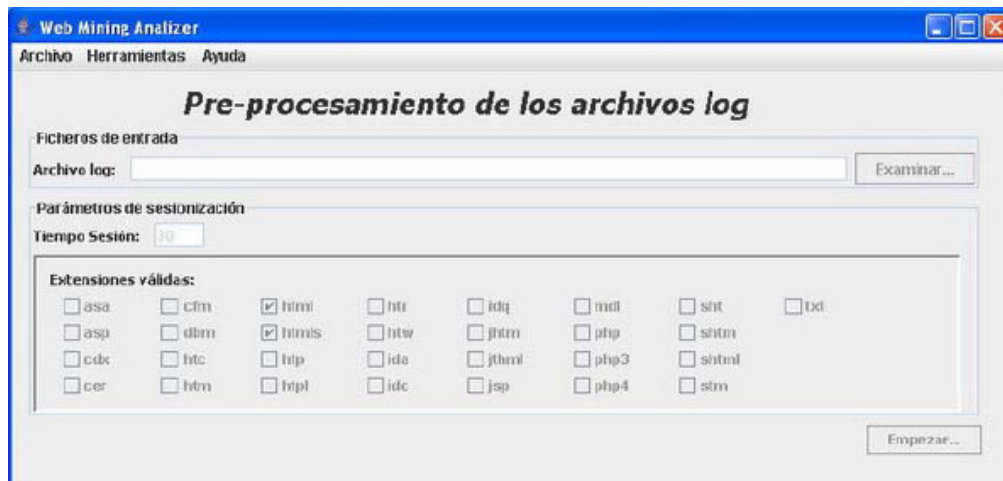 Web Mining Analizer
Archivo Herramientas Ayuda
Pre-procesamiento de los archivos log
Ficheros de entrada
Archivo log: Examinar...
Parámetros de sesionización
Tiempo Sesión: 30
Extensiones válidas:
asa cfm html htr idq mdl sht txt
asp dbm htmls htw jhtm php shtm
cdx htc htp ida jthml php3 shtml
cer htm htpl idc jsp php4 stm
Empezar...